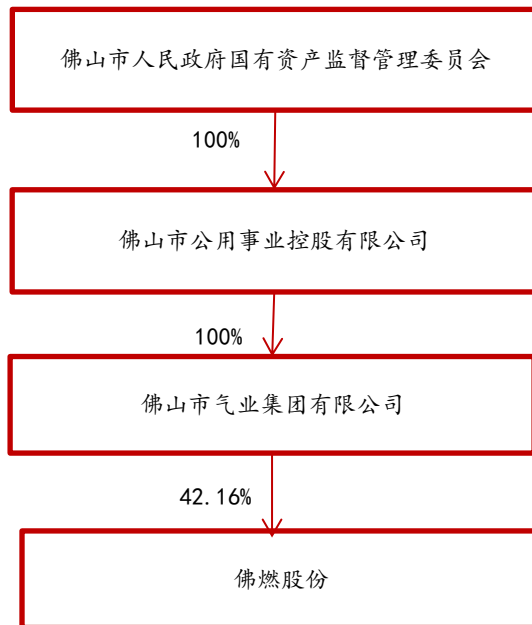 佛山市人民政府国有资产监督管理委员会
100%
佛山市公用事业控股有限公司
100%
佛山市气业集团有限公司
42.16%
佛燃股份